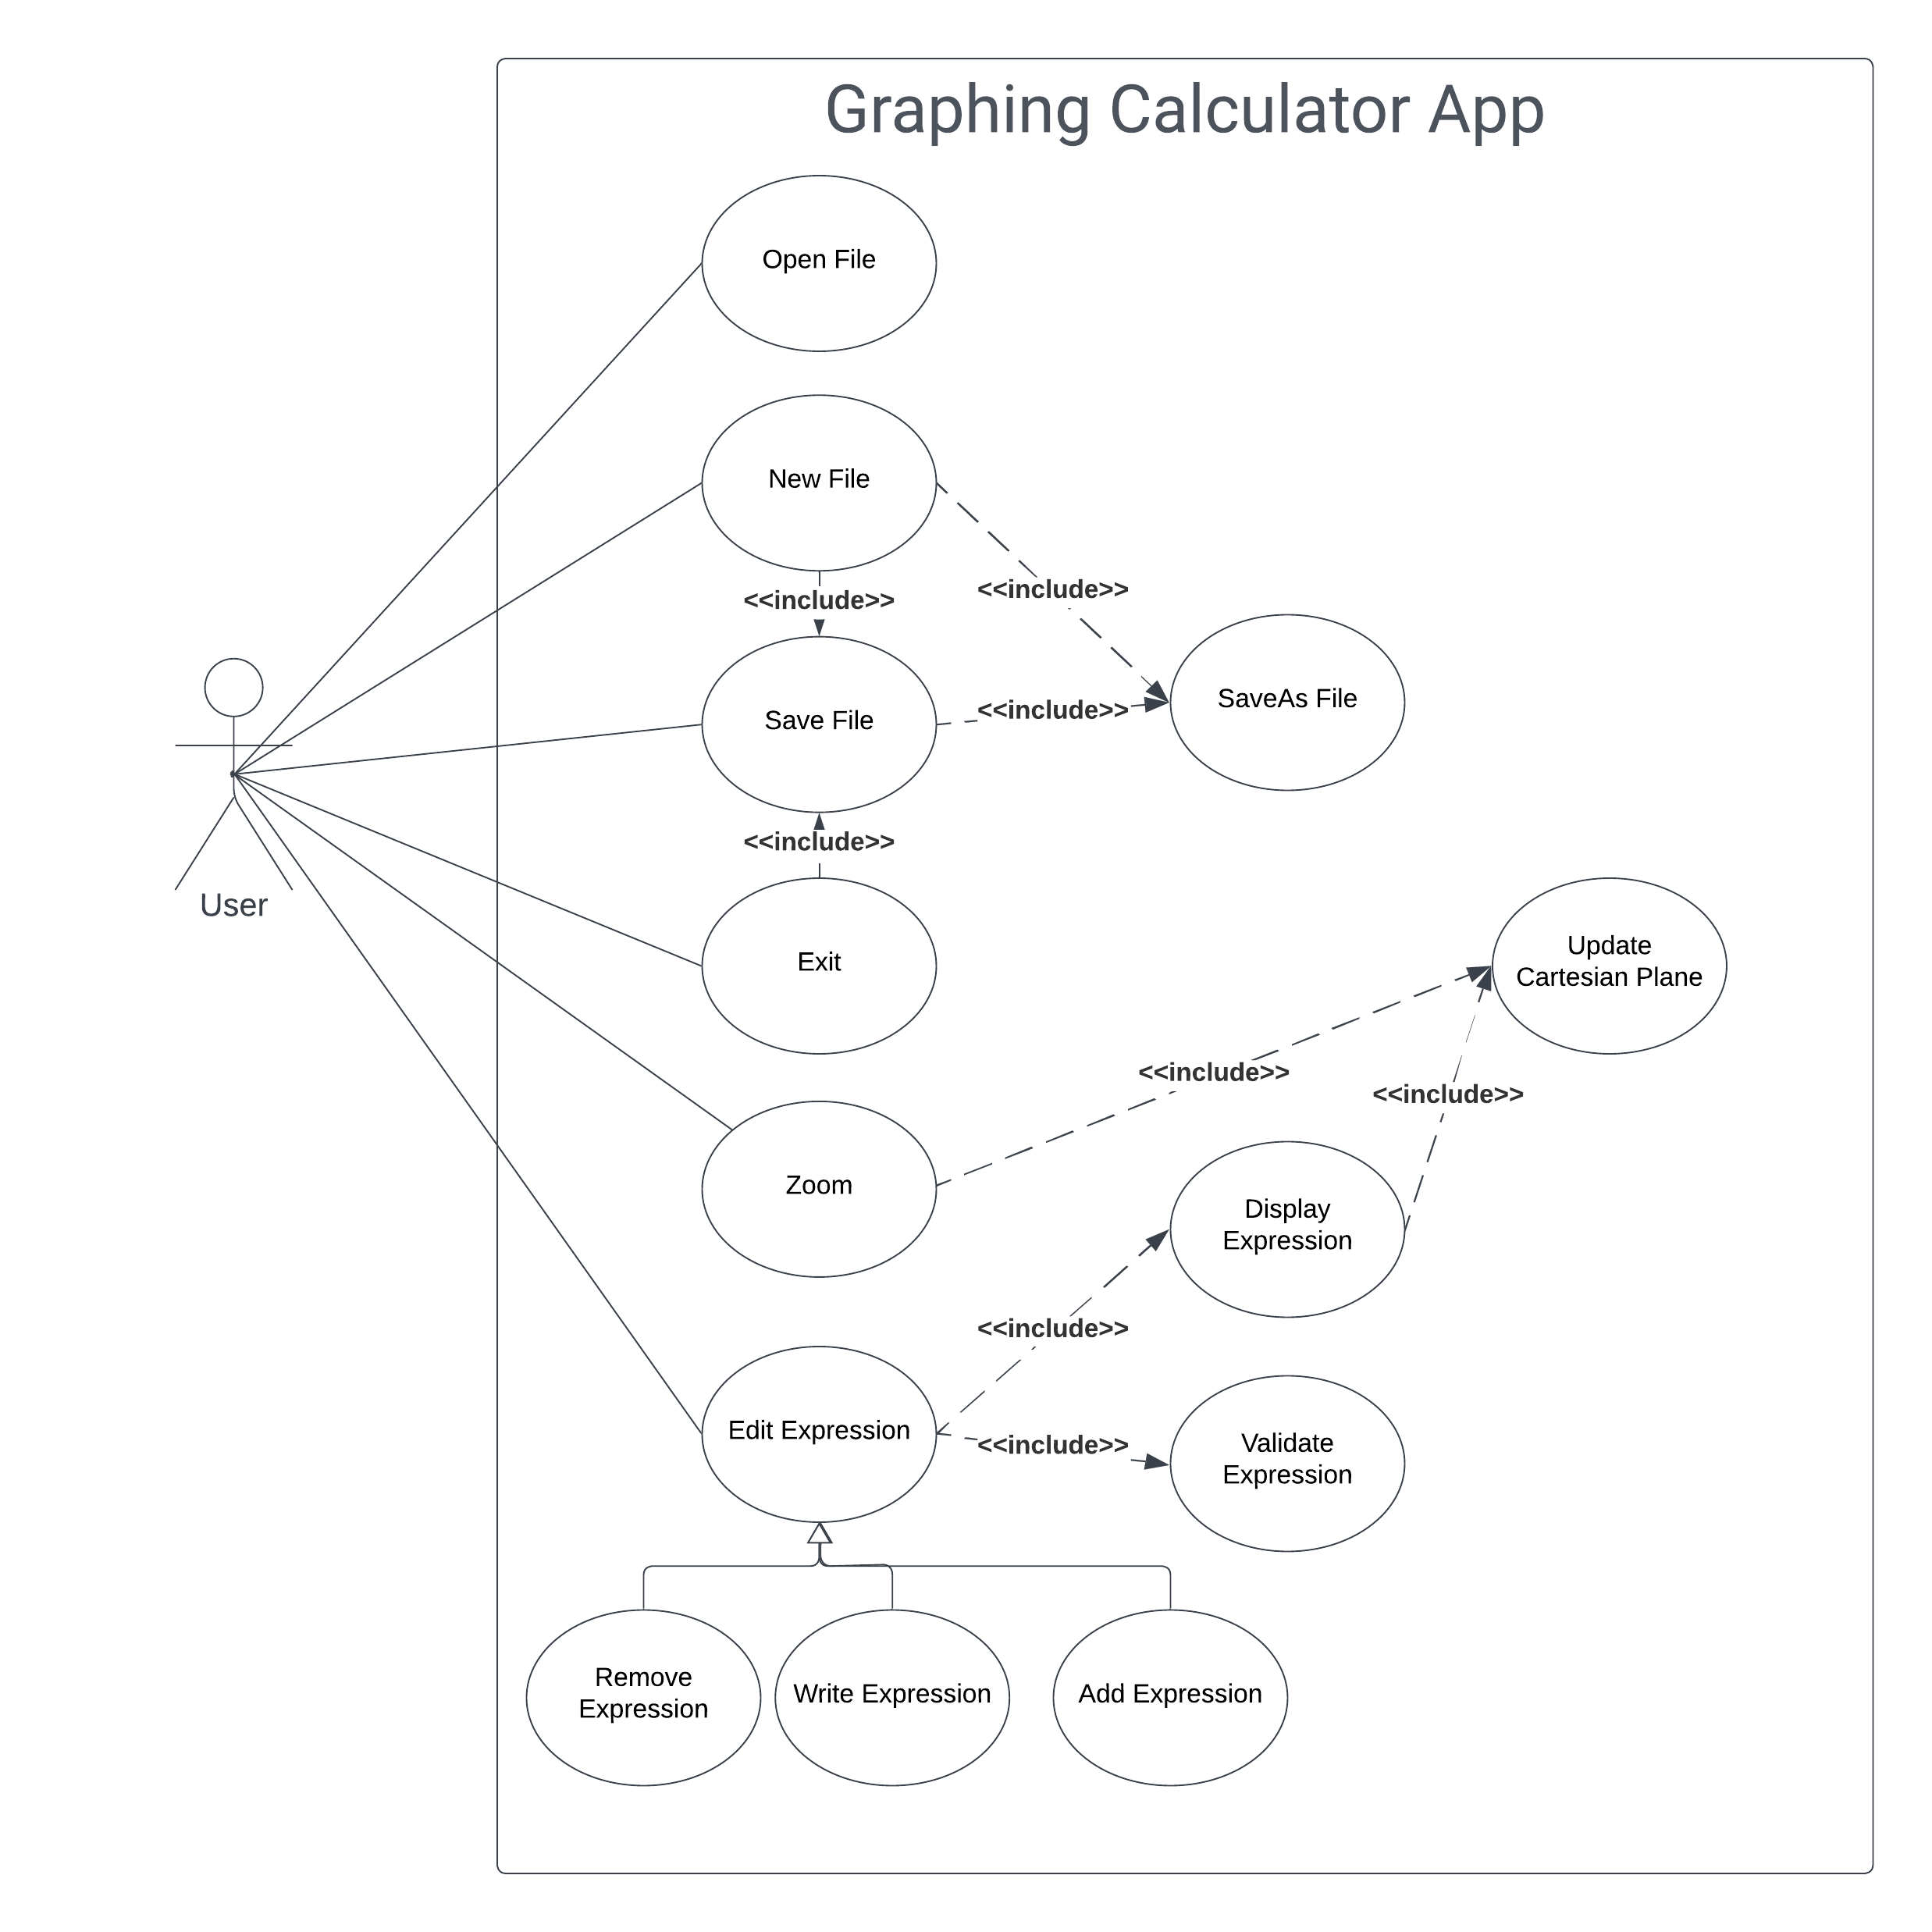 Graphing Calculator App
Open File
New File
<<include>>
<<include>>
Save File
<<include>>
SaveAs File
<<include>>
User
Exit
Update
Cartesian Plane
<<include>>
<<include>>
Zoom
Display
Expression
<<include>>
Edit Expression
<<include>>
Validate
Expression
Remove
Expression
Write Expression
Add Expression